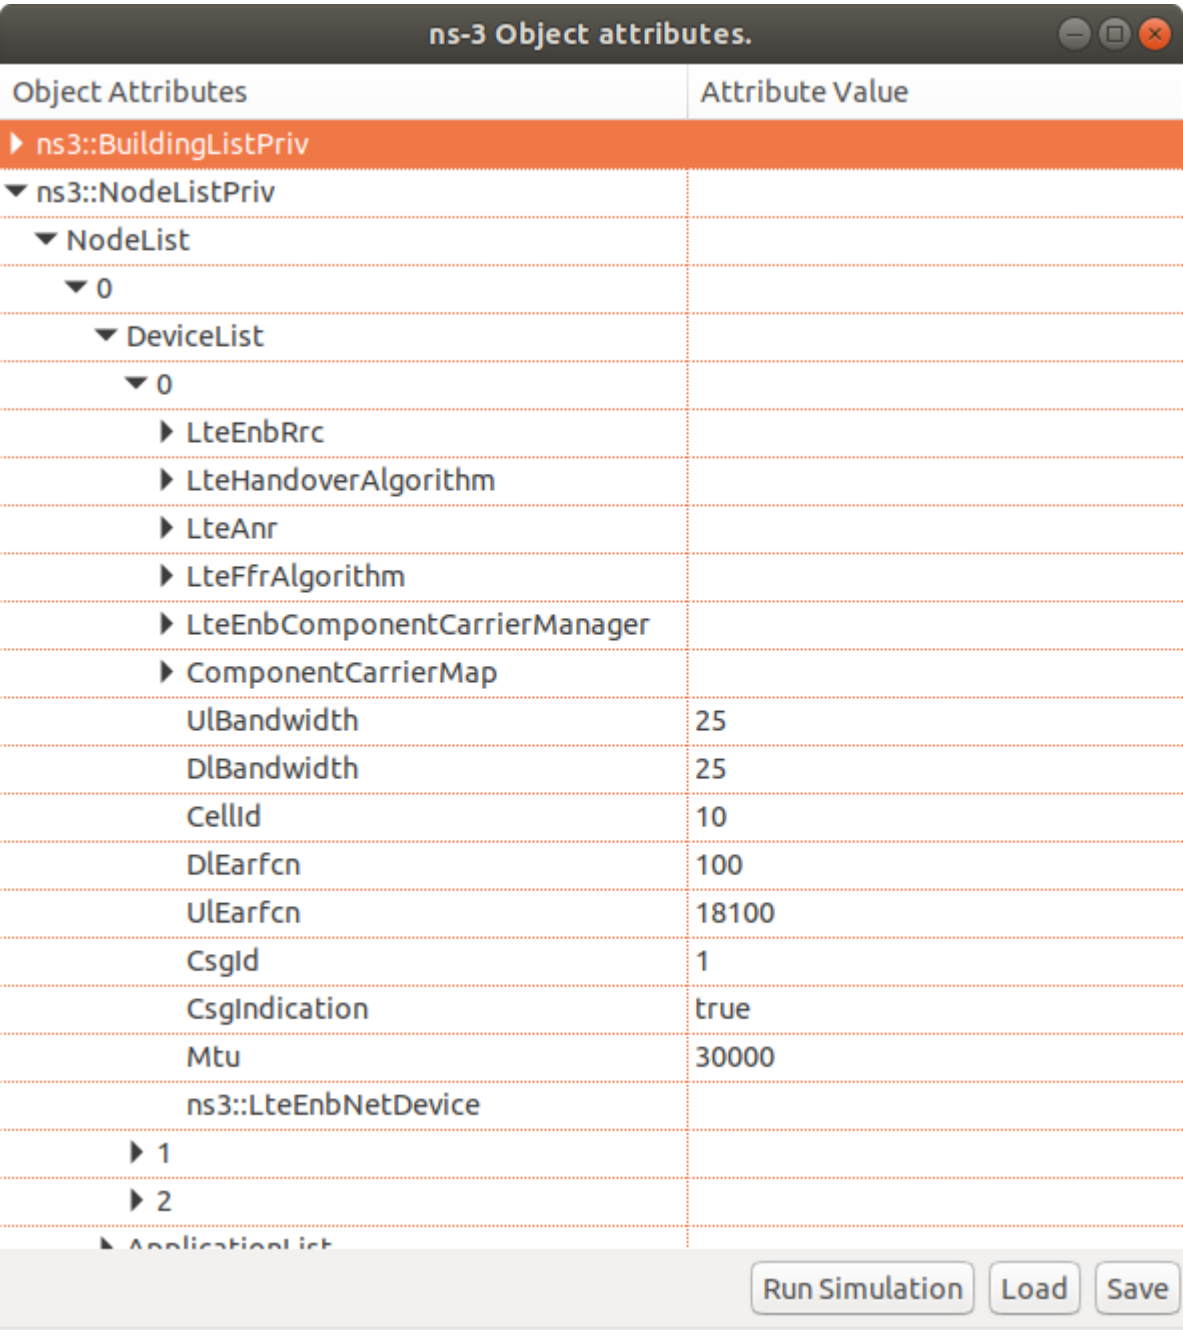 ns-3 Object attributes.
Object Attributes Attribute Value
ns3::BuildingListPriv
ns3::NodeListPriv
NodeList
0
DeviceList
0
LteEnbRrc
LteHandoverAlgorithm
LteAnr
LteFfrAlgorithm
LteEnbComponentCarrierManager
ComponentCarrierMap
UlBandwidth 25
DlBandwidth 25
CellId 10
DlEarfcn 100
UlEarfcn 18100
CsgId 1
CsgIndication true
Mtu 30000
ns3::LteEnbNetDevice
1
2
ApplicationList
Run Simulation Load Save